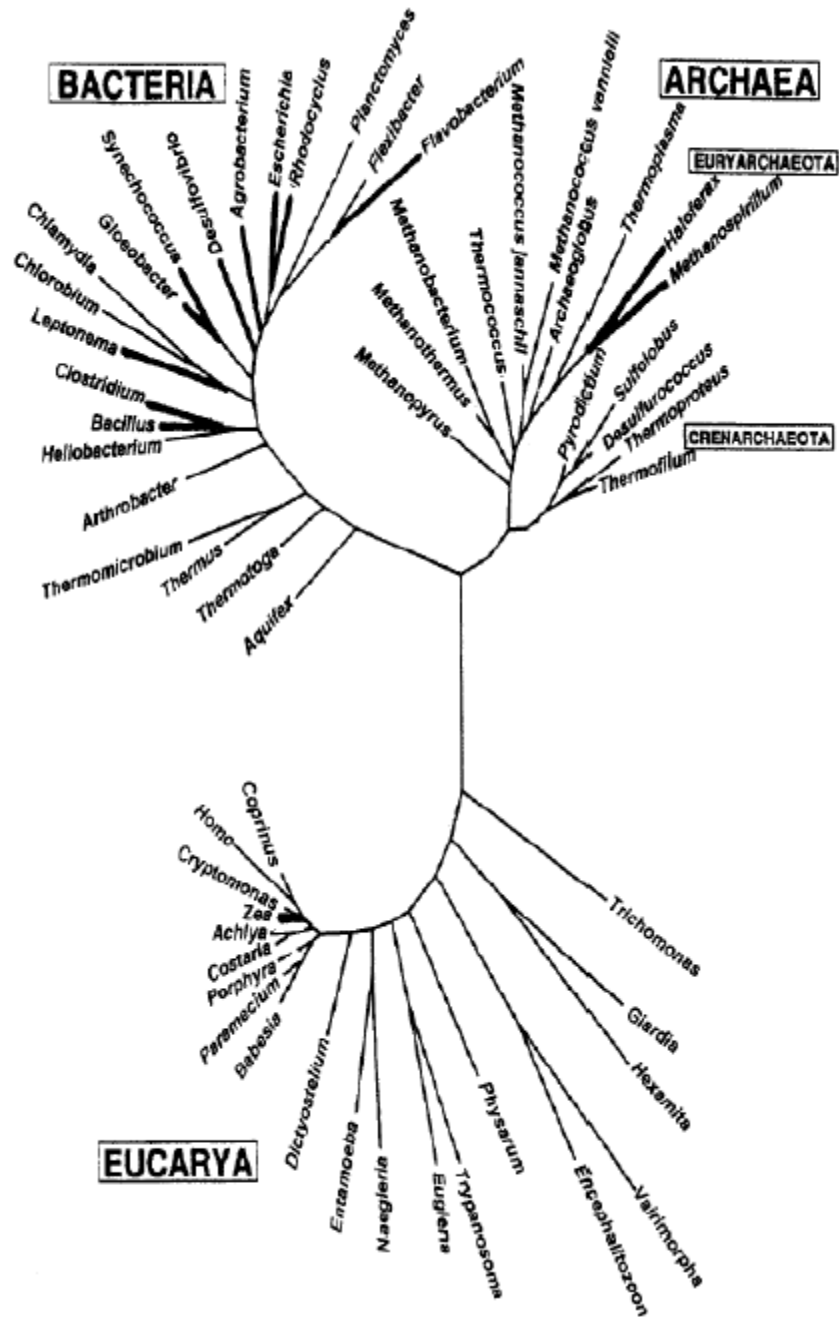 BACTERIA
ARCHAEA
EURYARCHAEOTA
CRENARCHAEOTA
Planctomyces
Flexibacter
Flavobacterium
Escherichia
Rhodocyclus
Agrobacterium
Desulfovibrio
Synechococcus
Gloeobacter
Chlamydia
Chlorobium
Leptonema
Clostridium
Bacillus
Heliobacterium
Arthrobacter
Thermomicrobium
Thermus
Thermotoga
Aquifex
Methanopyrus
Methanothermus
Methanobacterium
Thermococcus
Methanococcus jannaschii
Methanococcus vannielii
Archaeoglobus
Thermoplasma
Haloferax
Methanospirillum
Pyrodictium
Sulfolobus
Desulfurococcus
Thermoproteus
Thermofilum
Coprinus
Homo
Cryptomonas
Zea
Achlya
Costaria
Porphyra
Paramecium
Babesia
Dictyostelium
Entamoeba
Naegleria
Euglena
Trypanosoma
Physarum
Encephalitozoon
Vairimorpha
Hexamita
Giardia
Trichomonas
EUCARYA